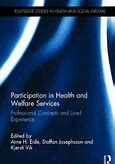 ROUTLEDGE STUDIES IN HEALTH AND SOCIAL WELFARE
Participation in Health and
Welfare Services
Professional Concepts and Lived
Experience
Edited by
Arne H. Eide, Staffan Josephsson and
Kjersti Vik